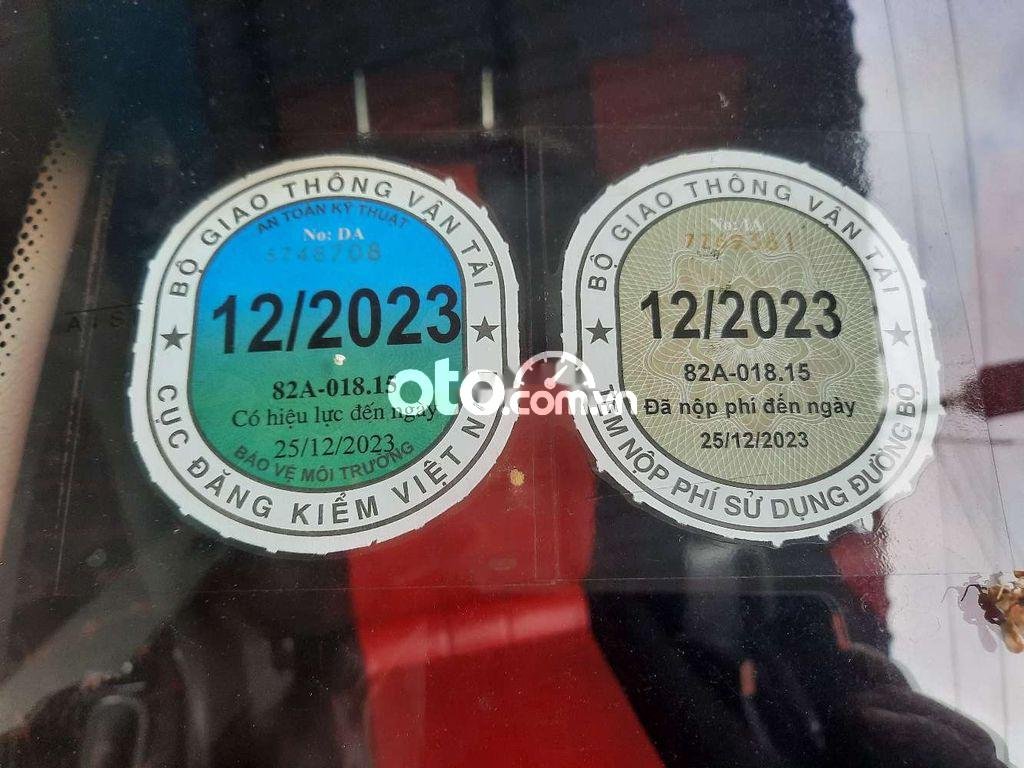 BỘ GIAO THÔNG VẬN TẢI
AN TOÀN KỸ THUẬT
No: DA
5748708
12/2023
82A-018.15
Có hiệu lực đến ngày
25/12/2023
BẢO VỆ MÔI TRƯỜNG
CỤC ĐĂNG KIỂM VIỆT
BỘ GIAO THÔNG VẬN TẢI
No: AA
12/2023
82A-018.15
Đã nộp phí đến ngày
25/12/2023
TEM NỘP PHÍ SỬ DỤNG ĐƯỜNG BỘ
oto.com.vn